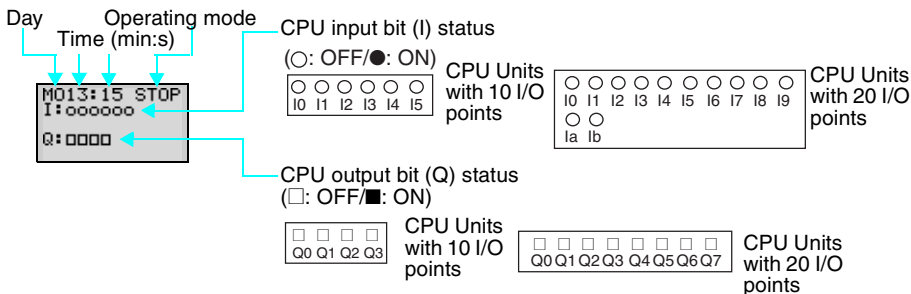 Day
Operating mode
Time (min:s)
CPU input bit (I) status
(○: OFF/●: ON)
MO13:15 STOP
I:oooooo
Q:□□□□
I0 I1 I2 I3 I4 I5
CPU Units
with 10 I/O
points
I0 I1 I2 I3 I4 I5 I6 I7 I8 I9
Ia Ib
CPU Units
with 20 I/O
points
CPU output bit (Q) status
(□: OFF/■: ON)
Q0 Q1 Q2 Q3
CPU Units
with 10 I/O
points
Q0 Q1 Q2 Q3 Q4 Q5 Q6 Q7
CPU Units
with 20 I/O
points